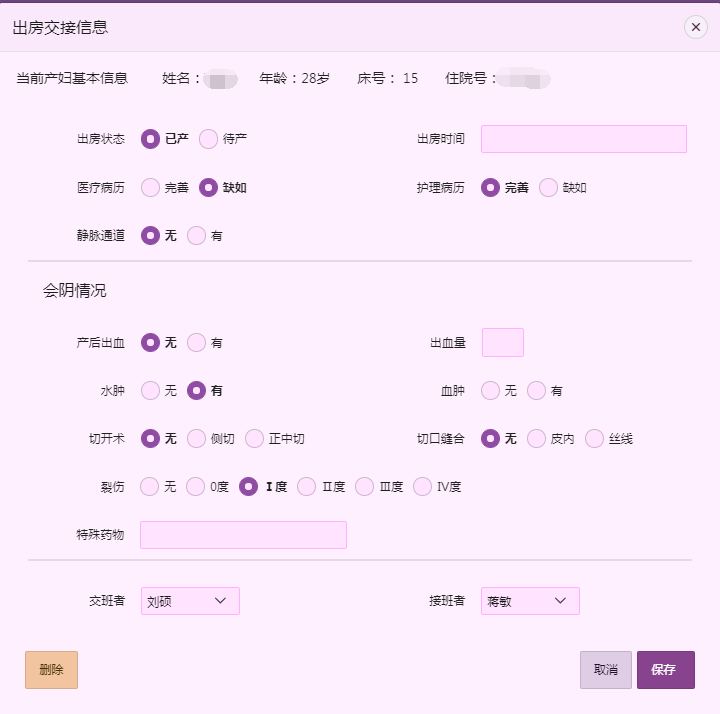 出房交接信息
当前产妇基本信息 姓名： 年龄：28岁 床号： 15 住院号：
出房状态 已产 待产 出房时间
医疗病历 完善 缺如 护理病历 完善 缺如
静脉通道 无 有
会阴情况
产后出血 无 有 出血量
水肿 无 有 血肿 无 有
切开术 无 侧切 正中切 切口缝合 无 皮内 丝线
裂伤 无 0度 Ⅰ度 Ⅱ度 Ⅲ度 Ⅳ度
特殊药物
交班者 刘硕 接班者 蒋敏
删除 取消 保存